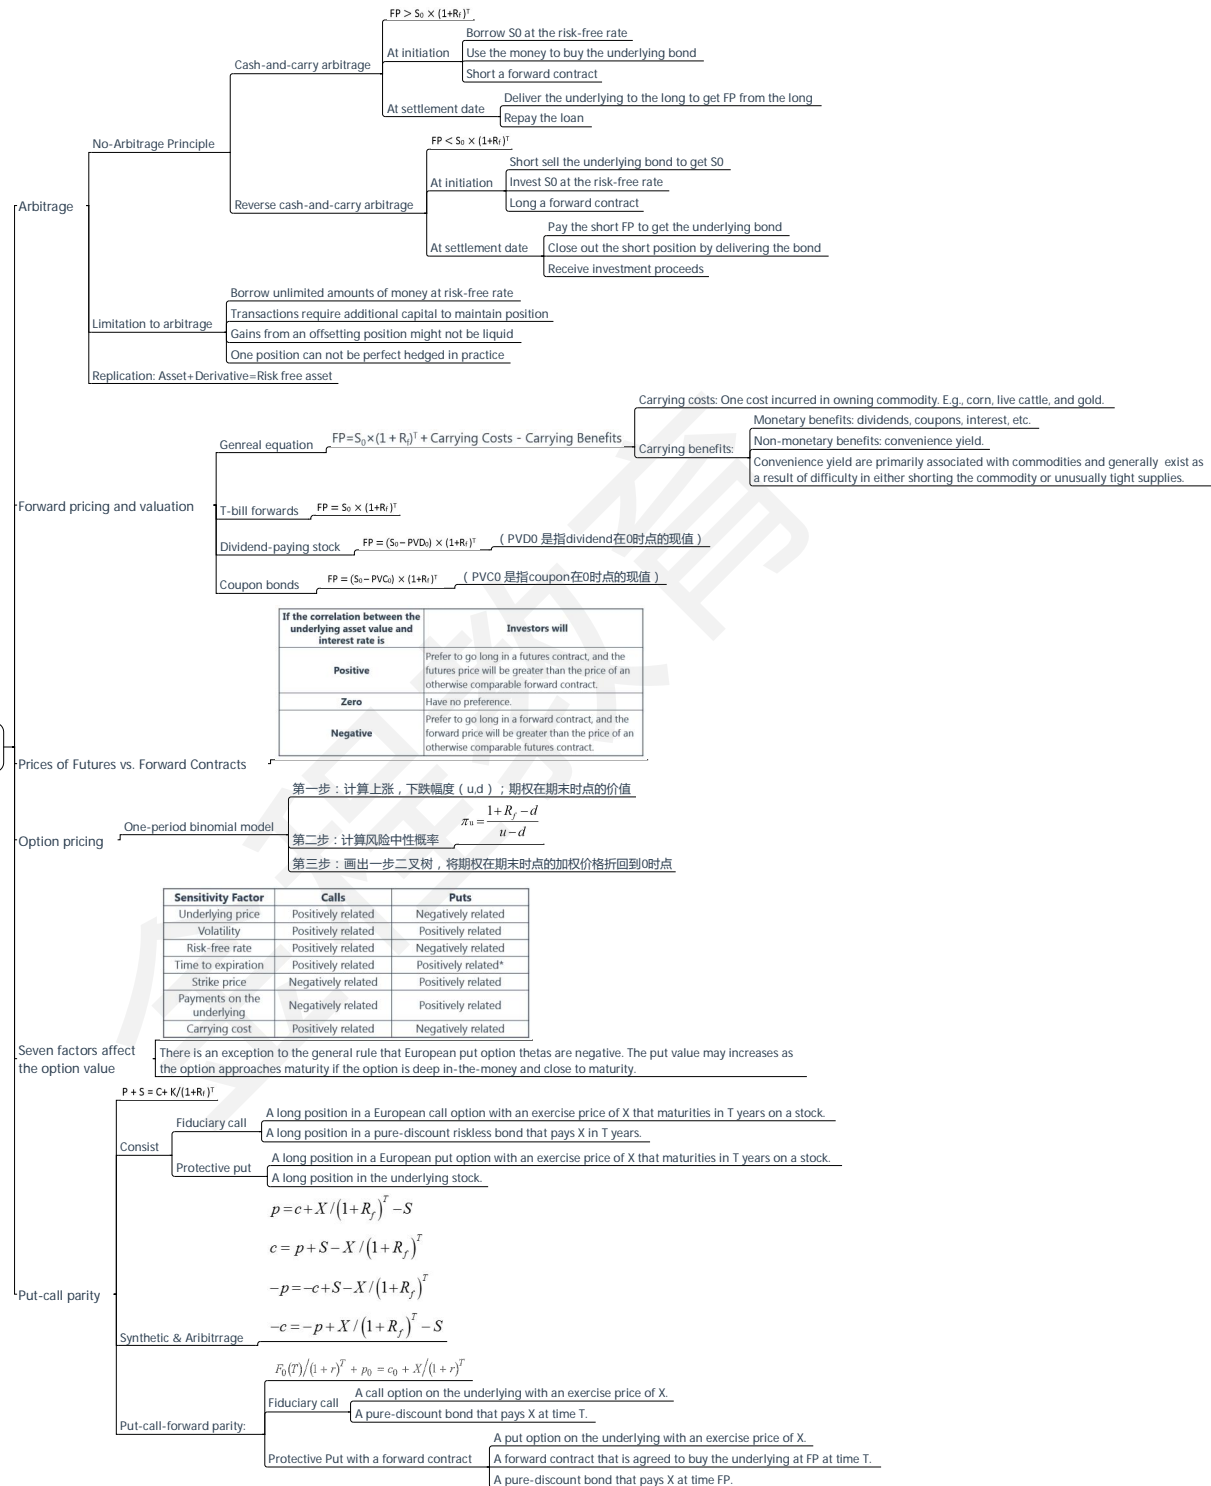 FP > S₀ × (1+Rf)ᵀ
Borrow S0 at the risk-free rate
At initiation
Use the money to buy the underlying bond
Cash-and-carry arbitrage
Short a forward contract
Deliver the underlying to the long to get FP from the long
At settlement date
Repay the loan
No-Arbitrage Principle
FP < S₀ × (1+Rf)ᵀ
Short sell the underlying bond to get S0
At initiation
Invest S0 at the risk-free rate
Reverse cash-and-carry arbitrage
Long a forward contract
Arbitrage
Pay the short FP to get the underlying bond
At settlement date
Close out the short position by delivering the bond
Receive investment proceeds
Borrow unlimited amounts of money at risk-free rate
Transactions require additional capital to maintain position
Limitation to arbitrage
Gains from an offsetting position might not be liquid
One position can not be perfect hedged in practice
Replication: Asset+Derivative=Risk free asset
Carrying costs: One cost incurred in owning commodity. E.g., corn, live cattle, and gold.
Genreal equation
FP=S₀×(1 + Rf)ᵀ + Carrying Costs - Carrying Benefits
Monetary benefits: dividends, coupons, interest, etc.
Carrying benefits:
Non-monetary benefits: convenience yield.
Convenience yield are primarily associated with commodities and generally exist as
a result of difficulty in either shorting the commodity or unusually tight supplies.
Forward pricing and valuation
T-bill forwards
FP = S₀ × (1+Rf)ᵀ
Dividend-paying stock
FP = (S₀ – PVD₀) × (1+Rf)ᵀ
（PVD0 是指dividend在0时点的现值）
Coupon bonds
FP = (S₀ – PVC₀) × (1+Rf)ᵀ
（PVC0 是指coupon在0时点的现值）
If the correlation between the
underlying asset value and
interest rate is
Investors will
Positive
Prefer to go long in a futures contract, and the
futures price will be greater than the price of an
otherwise comparable forward contract.
Zero
Have no preference.
Negative
Prefer to go long in a forward contract, and the
forward price will be greater than the price of an
otherwise comparable futures contract.
Prices of Futures vs. Forward Contracts
第一步：计算上涨，下跌幅度（u,d）；期权在期末时点的价值
One-period binomial model
Option pricing
第二步：计算风险中性概率
πu = (1 + Rf − d)/(u − d)
第三步：画出一步二叉树，将期权在期末时点的加权价格折回到0时点
Sensitivity Factor Calls Puts
Underlying price Positively related Negatively related
Volatility Positively related Positively related
Risk-free rate Positively related Negatively related
Time to expiration Positively related Positively related*
Strike price Negatively related Positively related
Payments on the
underlying Negatively related Positively related
Carrying cost Positively related Negatively related
Seven factors affect
the option value
There is an exception to the general rule that European put option thetas are negative. The put value may increases as
the option approaches maturity if the option is deep in-the-money and close to maturity.
P + S = C+ K/(1+Rf)ᵀ
A long position in a European call option with an exercise price of X that maturities in T years on a stock.
Fiduciary call
A long position in a pure-discount riskless bond that pays X in T years.
Consist
A long position in a European put option with an exercise price of X that maturities in T years on a stock.
Protective put
A long position in the underlying stock.
p = c + X /(1+ Rf)ᵀ − S
c = p + S − X /(1+ Rf)ᵀ
−p = −c + S − X /(1+ Rf)ᵀ
Put-call parity
−c = −p + X /(1+ Rf)ᵀ − S
Synthetic & Aribitrrage
F₀(T)/(1 + r)ᵀ + p₀ = c₀ + X/(1 + r)ᵀ
A call option on the underlying with an exercise price of X.
Fiduciary call
A pure-discount bond that pays X at time T.
Put-call-forward parity:
A put option on the underlying with an exercise price of X.
Protective Put with a forward contract
A forward contract that is agreed to buy the underlying at FP at time T.
A pure-discount bond that pays X at time FP.
金程教育